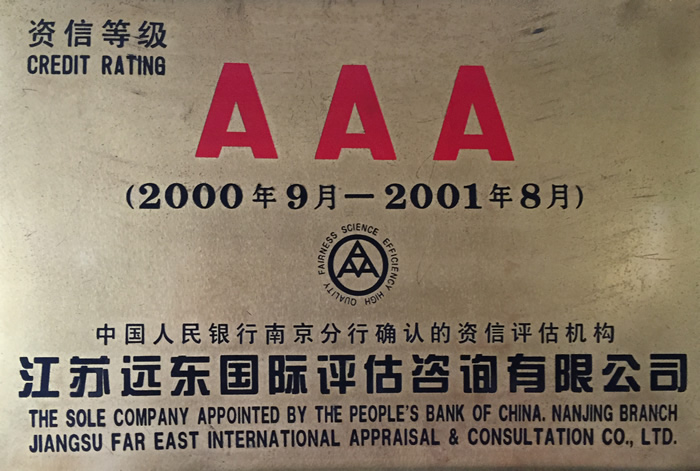 资信等级
CREDIT RATING
AAA
(2000年9月—2001年8月)
FAIRNESS SCIENCE EFFICIENCY HIGH QUALITY
AAA
中国人民银行南京分行确认的资信评估机构
江苏远东国际评估咨询有限公司
THE SOLE COMPANY APPOINTED BY THE PEOPLE'S BANK OF CHINA. NANJING BRANCH
JIANGSU FAR EAST INTERNATIONAL APPRAISAL & CONSULTATION CO., LTD.